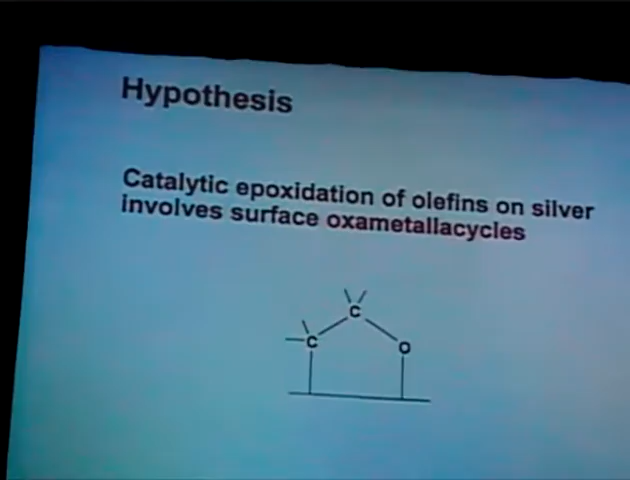 Hypothesis
Catalytic epoxidation of olefins on silver
involves surface oxametallacycles
C
C
O